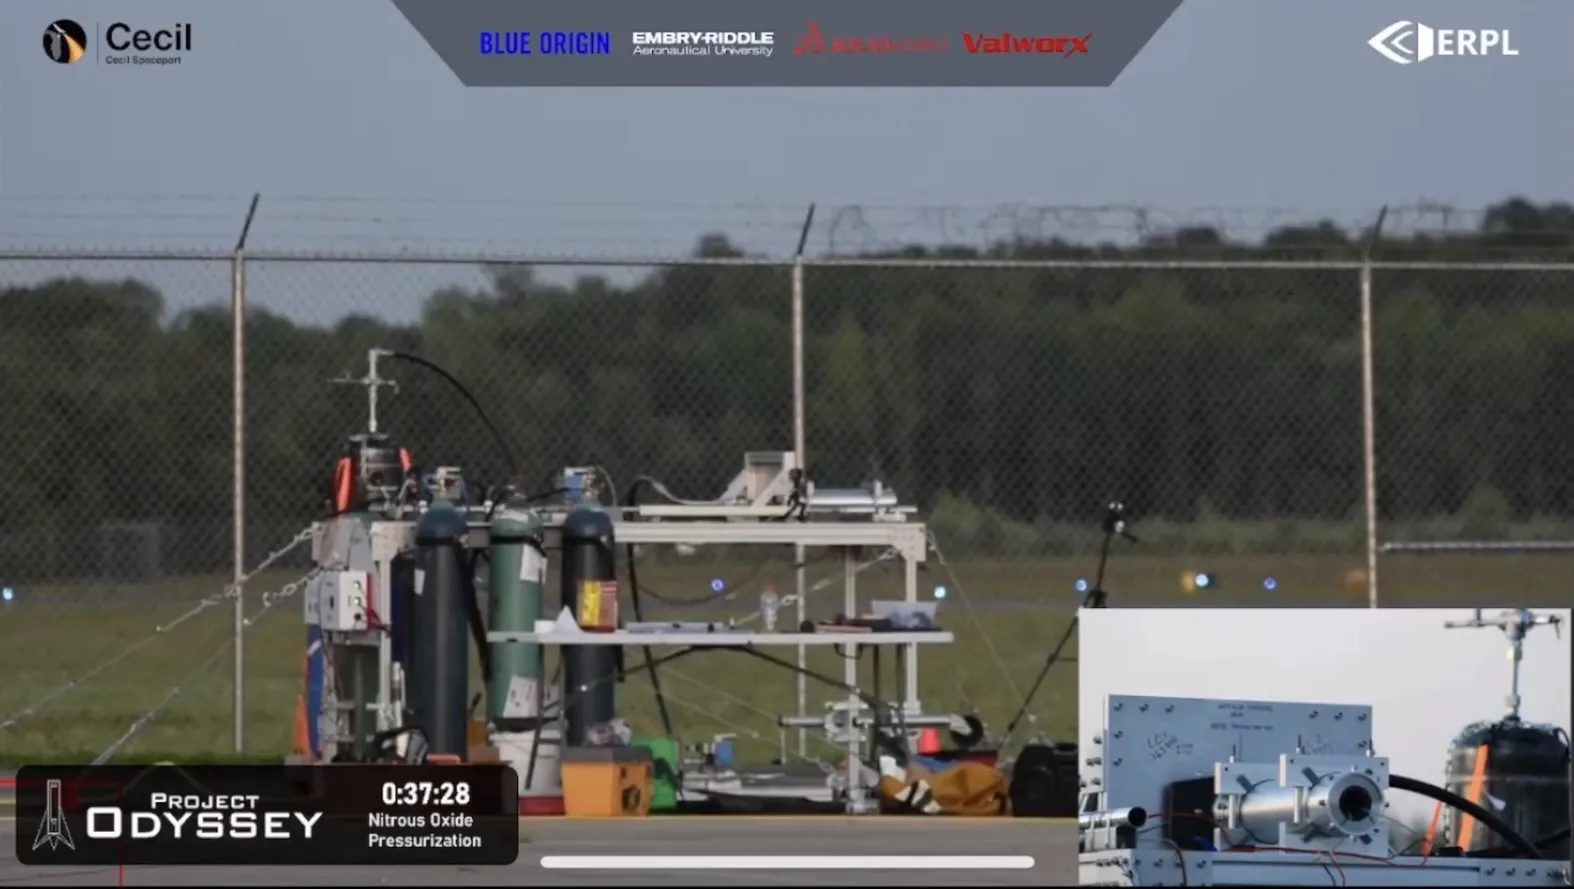 Cecil
Cecil Spaceport
BLUE ORIGIN
EMBRY-RIDDLE
Aeronautical University
SOLIDWORKS
Valworx
ERPL
PROJECT
ODYSSEY
0:37:28
Nitrous Oxide
Pressurization